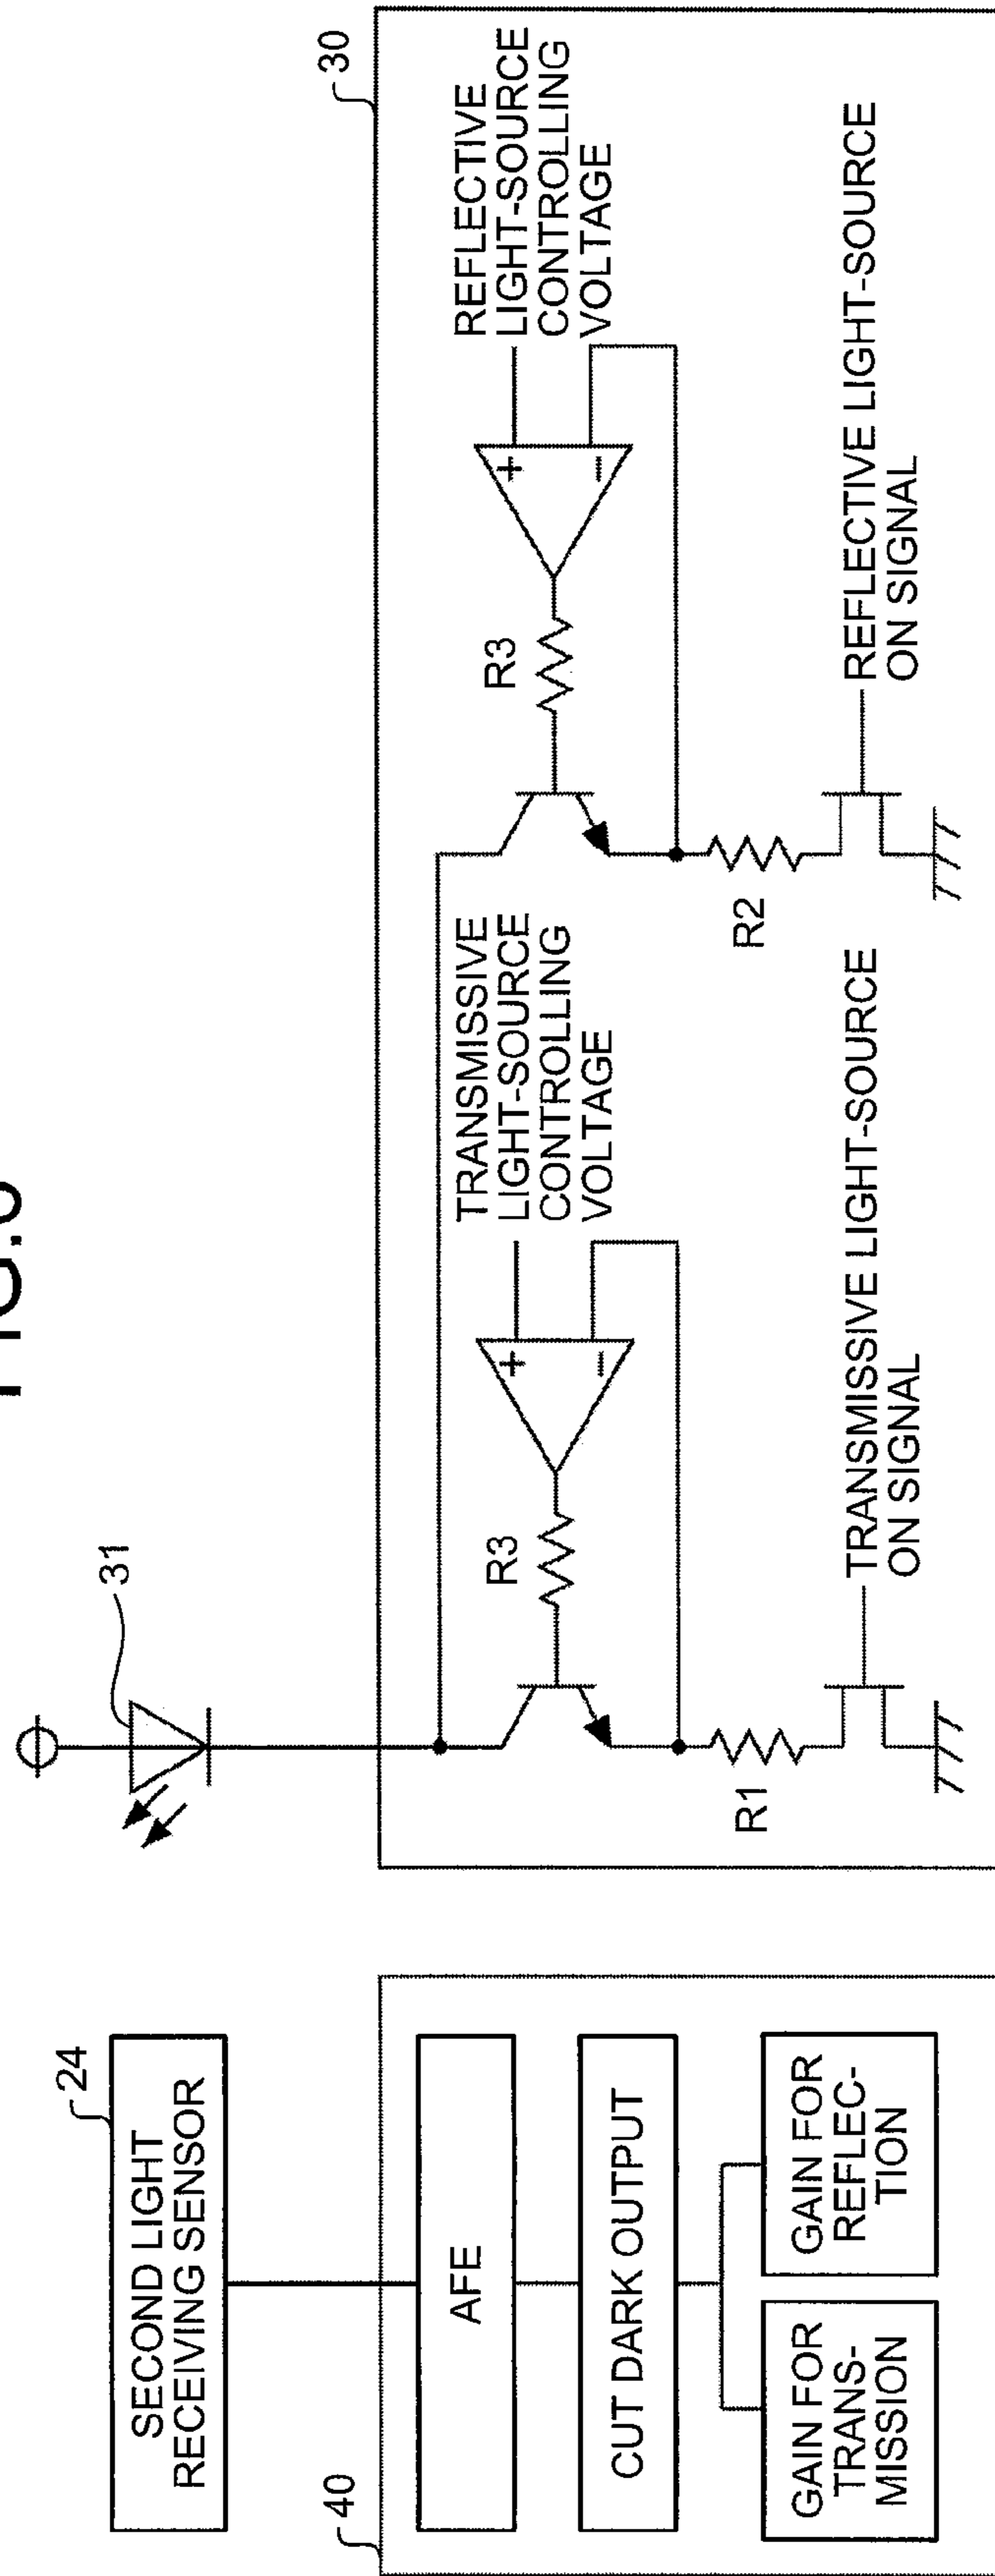 24
SECOND LIGHT
RECEIVING SENSOR
40
AFE
CUT DARK OUTPUT
GAIN FOR
TRANS-
MISSION
GAIN FOR
REFLEC-
TION
31
30
TRANSMISSIVE
LIGHT-SOURCE
CONTROLLING
VOLTAGE
+
−
R3
R1
TRANSMISSIVE LIGHT-SOURCE
ON SIGNAL
REFLECTIVE
LIGHT-SOURCE
CONTROLLING
VOLTAGE
+
−
R3
R2
REFLECTIVE LIGHT-SOURCE
ON SIGNAL